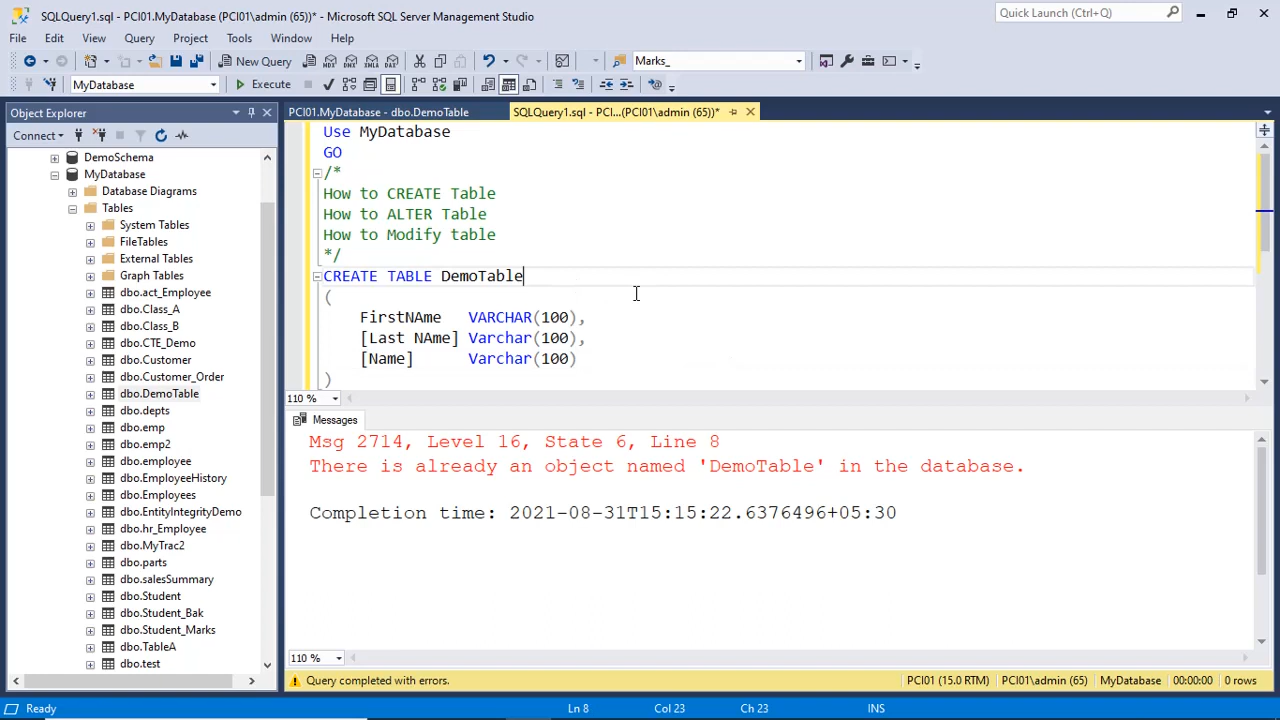 SQLQuery1.sql - PCI01.MyDatabase (PCI01\admin (65))* - Microsoft SQL Server Management Studio
Quick Launch (Ctrl+Q)
File Edit View Query Project Tools Window Help
New Query
MDX DMX XMLA DAX
Marks_
MyDatabase
Execute
Object Explorer
PCI01.MyDatabase - dbo.DemoTable
SQLQuery1.sql - PC...(PCI01\admin (65))*
Connect
DemoSchema
MyDatabase
Database Diagrams
Tables
System Tables
FileTables
External Tables
Graph Tables
dbo.act_Employee
dbo.Class_A
dbo.Class_B
dbo.CTE_Demo
dbo.Customer
dbo.Customer_Order
dbo.DemoTable
dbo.depts
dbo.emp
dbo.emp2
dbo.employee
dbo.EmployeeHistory
dbo.Employees
dbo.EntityIntegrityDemo
dbo.hr_Employee
dbo.MyTrac2
dbo.parts
dbo.salesSummary
dbo.Student
dbo.Student_Bak
dbo.Student_Marks
dbo.TableA
dbo.test
Use MyDatabase
GO
/*
How to CREATE Table
How to ALTER Table
How to Modify table
*/
CREATE TABLE DemoTable
(
FirstNAme VARCHAR(100),
[Last NAme] Varchar(100),
[Name] Varchar(100)
)
110 %
Messages
Msg 2714, Level 16, State 6, Line 8
There is already an object named 'DemoTable' in the database.
Completion time: 2021-08-31T15:15:22.6376496+05:30
110 %
Query completed with errors.
PCI01 (15.0 RTM)
PCI01\admin (65)
MyDatabase
00:00:00
0 rows
Ready
Ln 8
Col 23
Ch 23
INS